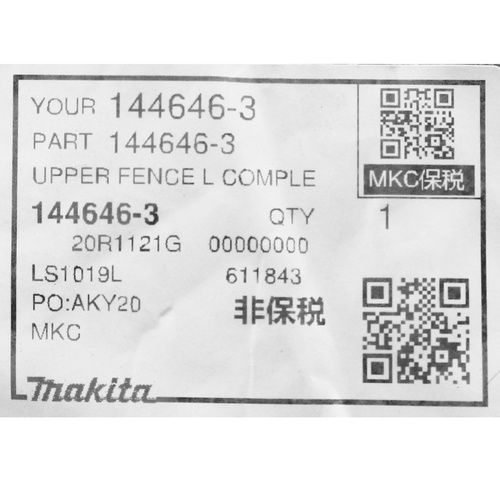 YOUR 144646-3
PART 144646-3
UPPER FENCE L COMPLE
MKC保税
144646-3 QTY 1
20R1121G 00000000
LS1019L 611843
PO:AKY20 非保税
MKC
makita